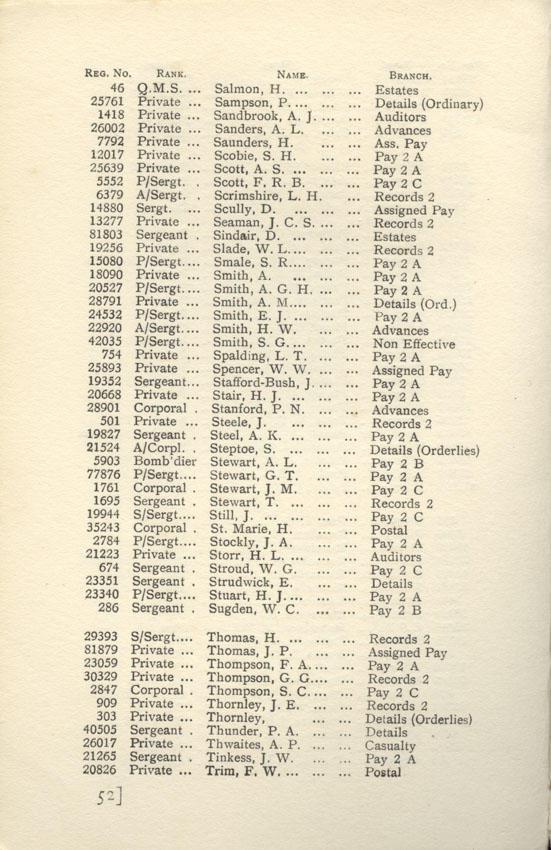 REG. NO. RANK. NAME. BRANCH.
46 Q.M.S. ... Salmon, H. ... ... ... Estates
25761 Private ... Sampson, P. ... ... ... Details (Ordinary)
1418 Private ... Sandbrook, A. J. ... ... Auditors
26002 Private ... Sanders, A. L. ... ... Advances
7792 Private ... Saunders, H. ... ... Ass. Pay
12017 Private ... Scobie, S. H. ... ... Pay 2 A
25639 Private ... Scott, A. S. ... ... ... Pay 2 A
5552 P/Sergt. . Scott, F. R. B. ... ... Pay 2 C
6379 A/Sergt. . Scrimshire, L. H. ... Records 2
14880 Sergt. ... Scully, D. ... ... ... Assigned Pay
13277 Private ... Seaman, J. C. S. ... ... Records 2
81803 Sergeant . Sindair, D. ... ... ... Estates
19256 Private ... Slade, W. L. ... ... ... Records 2
15080 P/Sergt.... Smale, S. R.... ... ... Pay 2 A
18090 Private ... Smith, A. ... ... ... Pay 2 A
20527 P/Sergt.... Smith, A. G. H. ... ... Pay 2 A
28791 Private ... Smith, A. M.... ... ... Details (Ord.)
24532 P/Sergt.... Smith, E. J. ... ... ... Pay 2 A
22920 A/Sergt.... Smith, H. W. ... ... Advances
42035 P/Sergt.... Smith, S. G. ... ... ... Non Effective
754 Private ... Spalding, L. T. ... ... Pay 2 A
25893 Private ... Spencer, W. W. ... ... Assigned Pay
19352 Sergeant... Stafford-Bush, J. ... ... Pay 2 A
20668 Private ... Stair, H. J. ... ... ... Pay 2 A
28901 Corporal . Stanford, P. N. ... ... Advances
501 Private ... Steele, J. ... ... ... Records 2
19827 Sergeant . Steel, A. K. ... ... ... Pay 2 A
21524 A/Corpl. . Steptoe, S. ... ... ... Details (Orderlies)
5903 Bomb'dier Stewart, A. L. ... ... Pay 2 B
77876 P/Sergt.... Stewart, G. T. ... ... Pay 2 A
1761 Corporal . Stewart, J. M. ... ... Pay 2 C
1695 Sergeant . Stewart, T. ... ... ... Records 2
19944 S/Sergt.... Still, J. ... ... ... ... Pay 2 C
35243 Corporal . St. Marie, H. ... ... Postal
2784 P/Sergt.... Stockly, J. A. ... ... Pay 2 A
21223 Private ... Storr, H. L. ... ... ... Auditors
674 Sergeant . Stroud, W. G. ... ... Pay 2 C
23351 Sergeant . Strudwick, E. ... ... Details
23340 P/Sergt.... Stuart, H. J. ... ... ... Pay 2 A
286 Sergeant . Sugden, W. C. ... ... Pay 2 B
29393 S/Sergt.... Thomas, H. ... ... ... Records 2
81879 Private ... Thomas, J. P. ... ... Assigned Pay
23059 Private ... Thompson, F. A. ... ... Pay 2 A
30329 Private ... Thompson, G. G.... ... Records 2
2847 Corporal . Thompson, S. C. ... ... Pay 2 C
909 Private ... Thornley, J. E. ... ... Records 2
303 Private ... Thornley, ... ... Details (Orderlies)
40505 Sergeant . Thunder, P. A. ... ... Details
26017 Private ... Thwaites, A. P. ... ... Casualty
21265 Sergeant . Tinkess, J. W. ... ... Pay 2 A
20826 Private ... Trim, F. W. ... ... ... Postal
52]